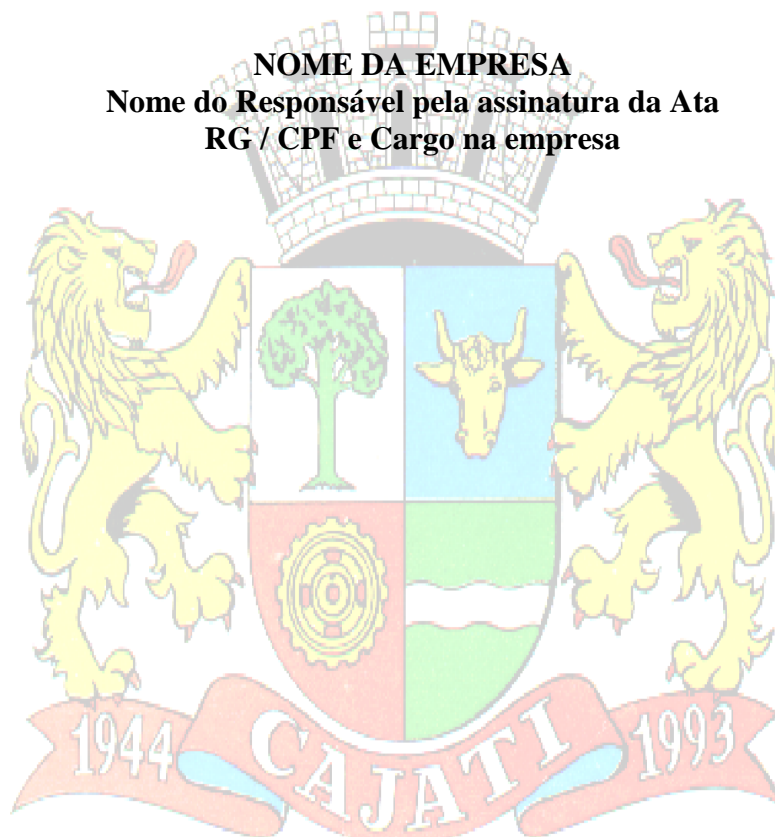 NOME DA EMPRESA
Nome do Responsável pela assinatura da Ata
RG / CPF e Cargo na empresa
1944 CAJATI 1993